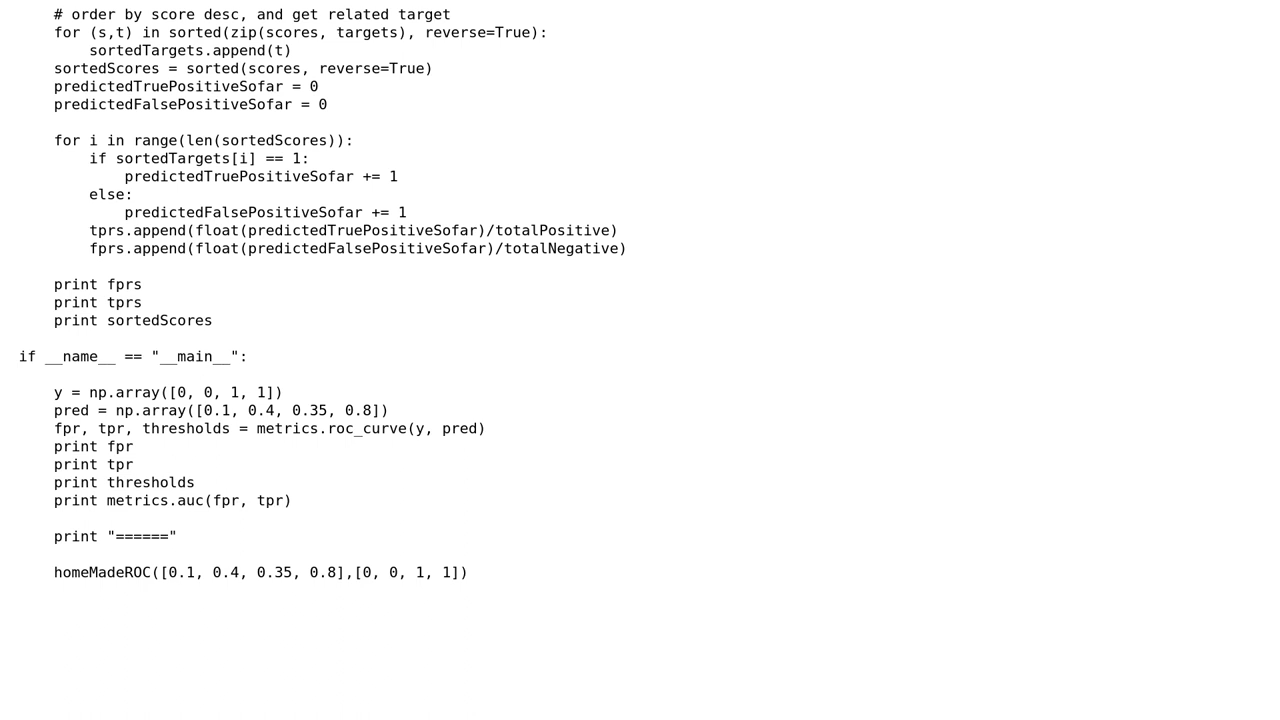 # order by score desc, and get related target
for (s,t) in sorted(zip(scores, targets), reverse=True):
sortedTargets.append(t)
sortedScores = sorted(scores, reverse=True)
predictedTruePositiveSofar = 0
predictedFalsePositiveSofar = 0
for i in range(len(sortedScores)):
if sortedTargets[i] == 1:
predictedTruePositiveSofar += 1
else:
predictedFalsePositiveSofar += 1
tprs.append(float(predictedTruePositiveSofar)/totalPositive)
fprs.append(float(predictedFalsePositiveSofar)/totalNegative)
print fprs
print tprs
print sortedScores
if __name__ == "__main__":
y = np.array([0, 0, 1, 1])
pred = np.array([0.1, 0.4, 0.35, 0.8])
fpr, tpr, thresholds = metrics.roc_curve(y, pred)
print fpr
print tpr
print thresholds
print metrics.auc(fpr, tpr)
print "======"
homeMadeROC([0.1, 0.4, 0.35, 0.8],[0, 0, 1, 1])